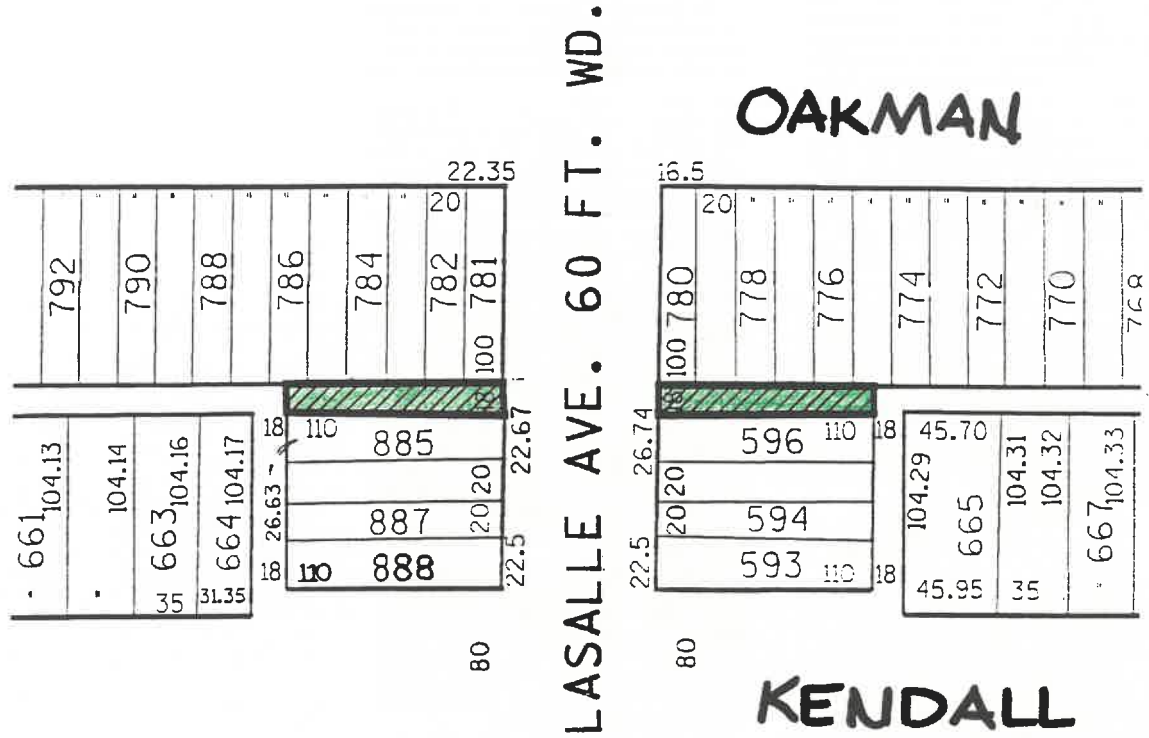 OAKMAN
LASALLE AVE. 60 FT. WD.
22.35
16.5
" " " " " " " 20
20 " " " " " " " " "
792 790 788 786 784 782 781
780 778 776 774 772 770 768
100
100
18
18
18 110 885 22.67
26.74 596 110 18 45.70
661 104.13 104.14 663 104.16 664 104.17
26.63
20
20
104.29 665 104.31 104.32 667 104.33
887 20
20 594
18 110 888 22.5
22.5 593 110 18
" " 35 31.35
45.95 35 "
80
80
KENDALL